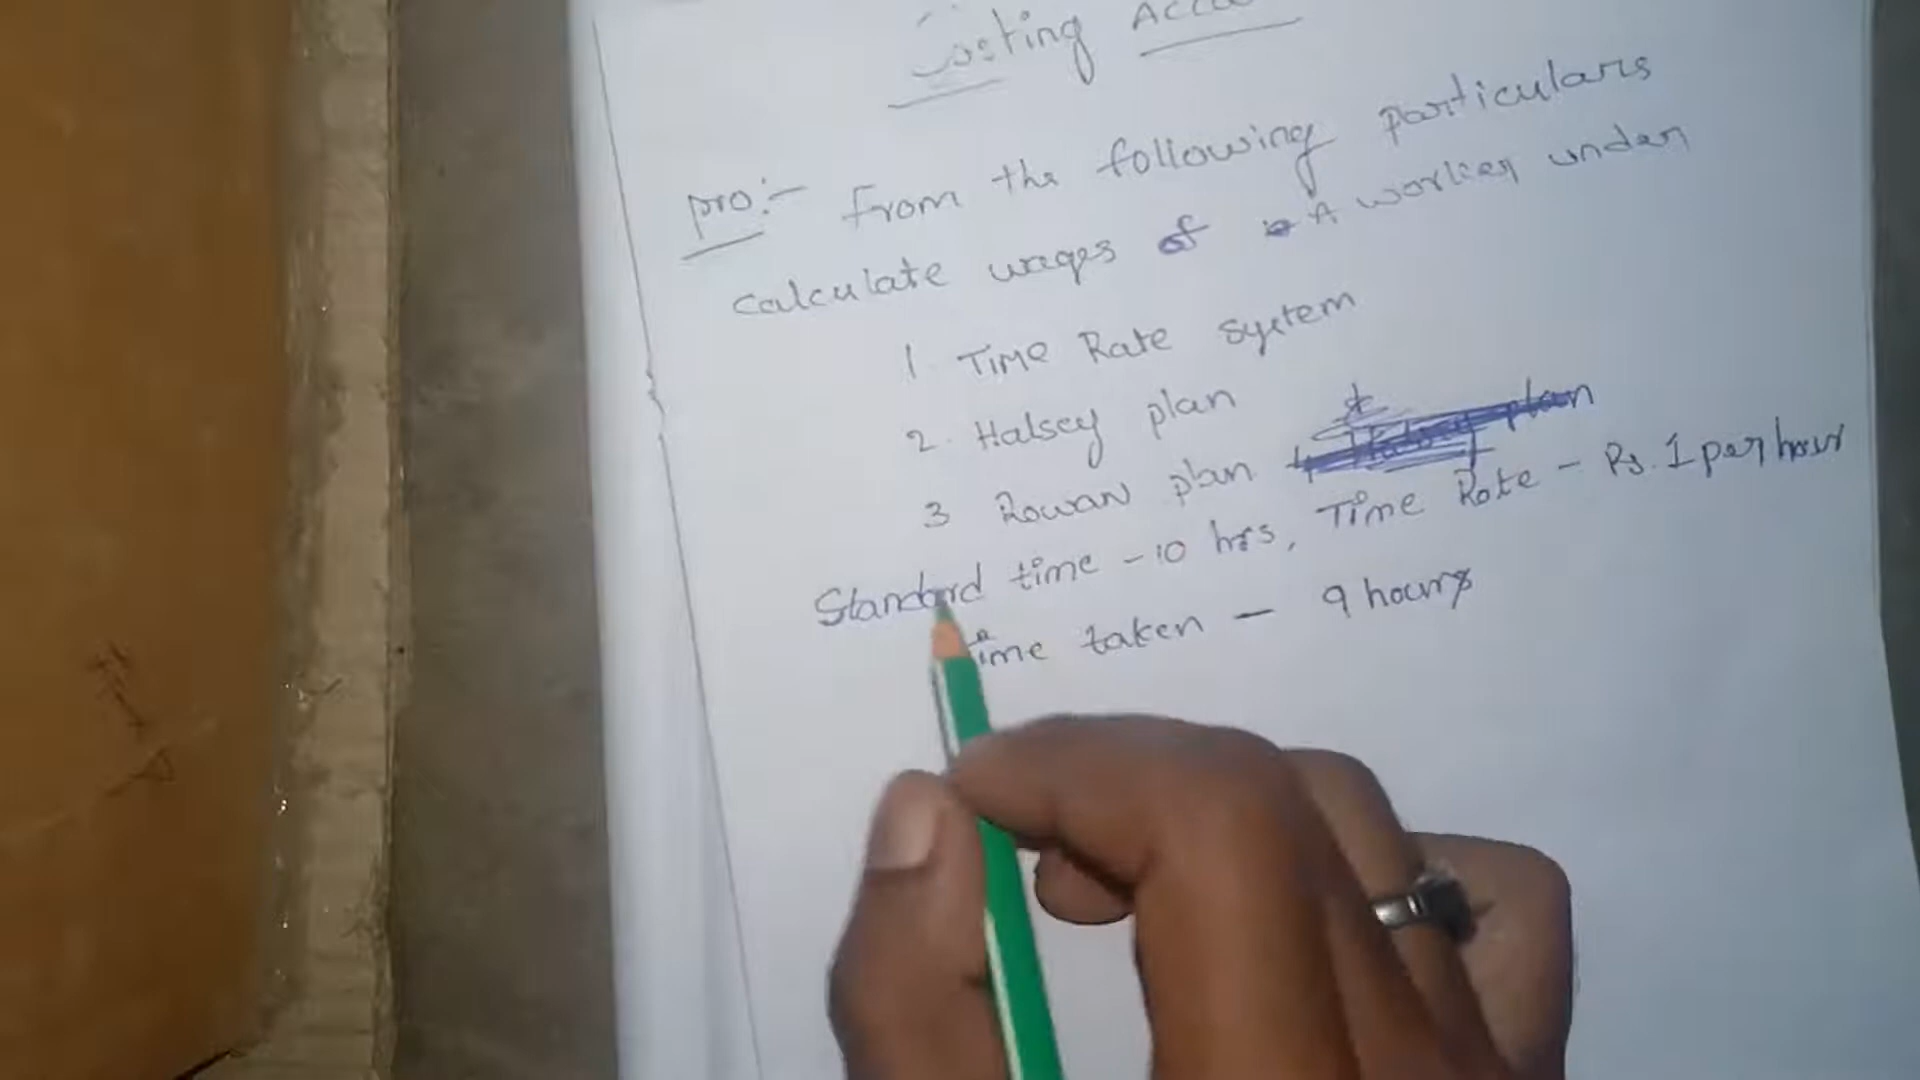 Costing
pro:- From the following particulars
calculate wages of A worker under
1. Time Rate system
2. Halsey plan
3 Rowan plan
Standard time - 10 hrs, Time Rate - Rs. 1 per hour
Time taken - 9 hours